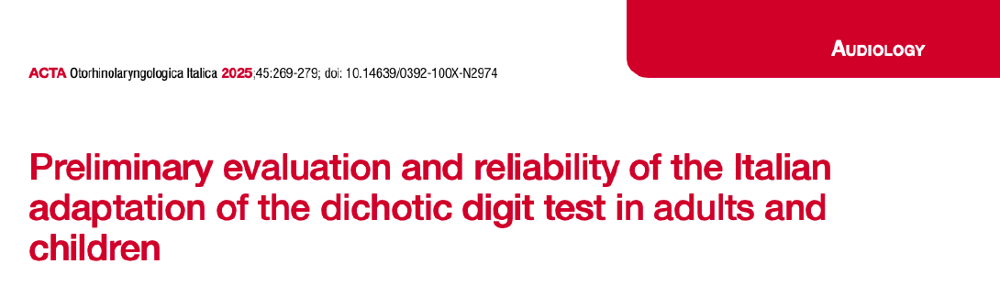 AUDIOLOGY
ACTA Otorhinolaryngologica Italica 2025;45:269-279; doi: 10.14639/0392-100X-N2974
Preliminary evaluation and reliability of the Italian
adaptation of the dichotic digit test in adults and
children